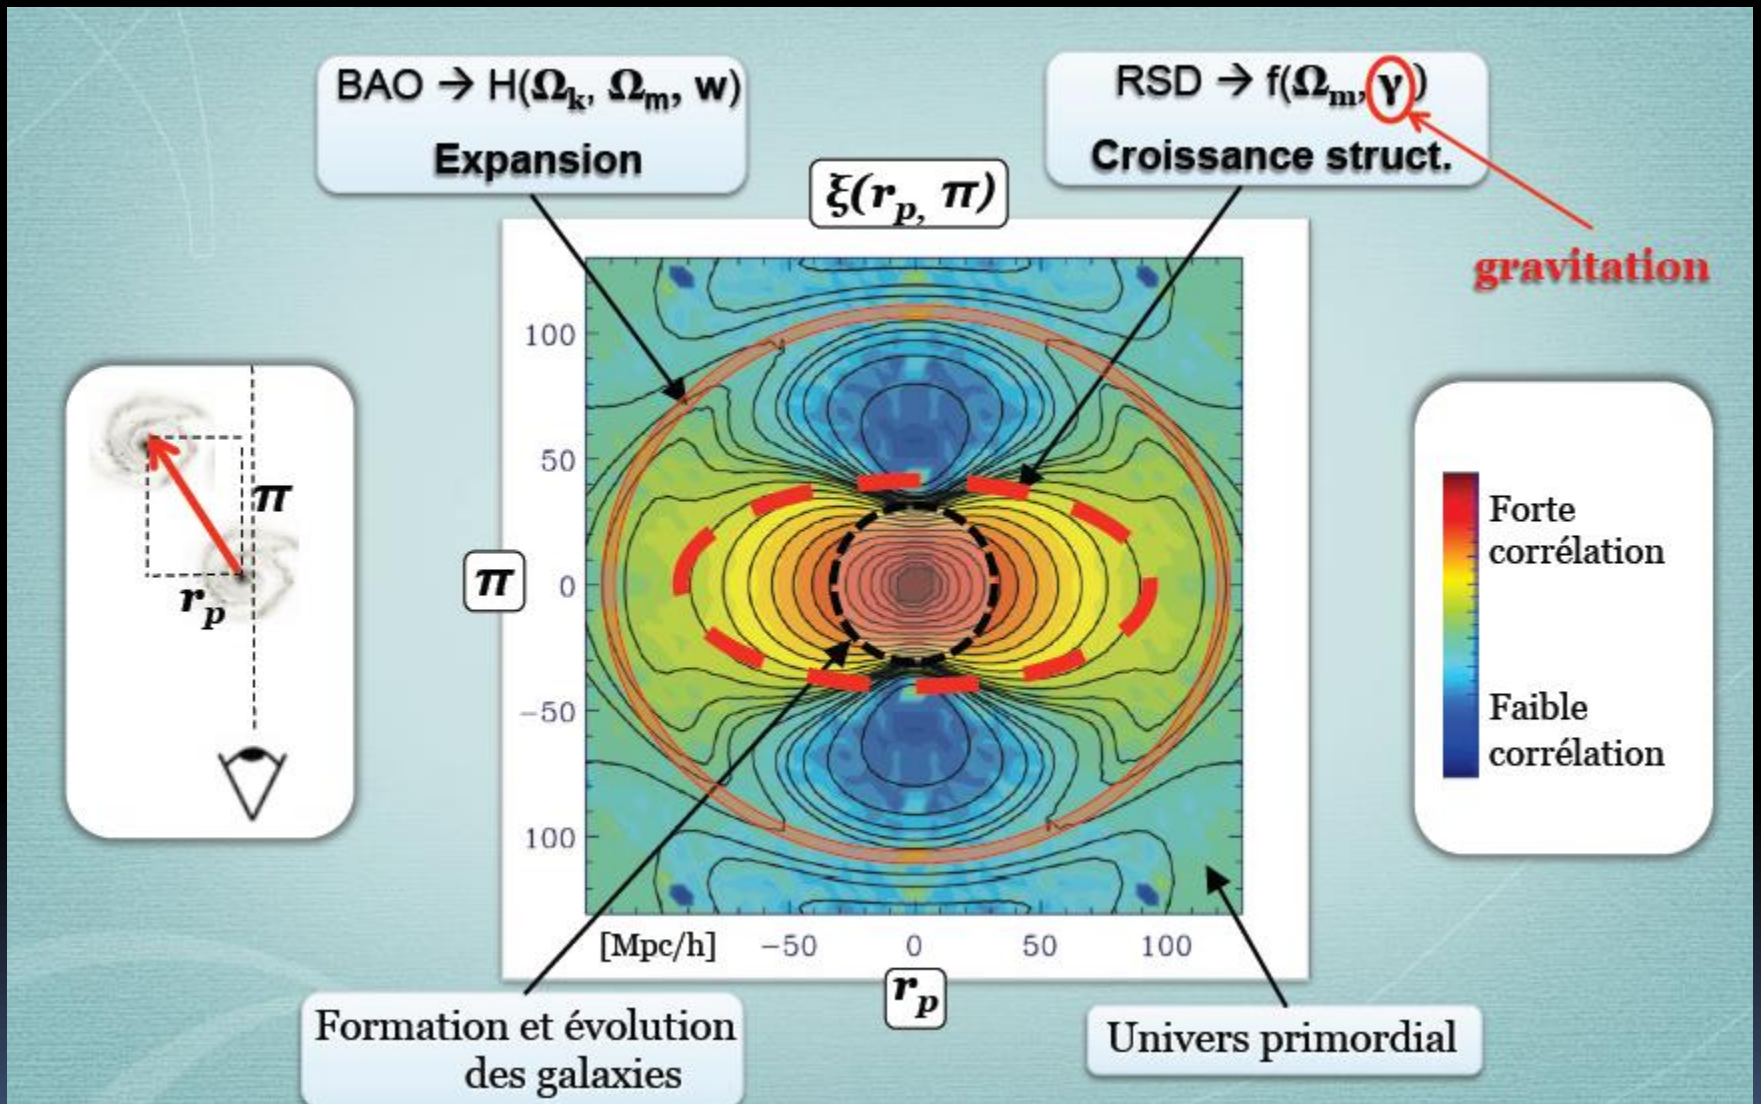 BAO → H(Ωk, Ωm, w)
Expansion
RSD → f(Ωm, γ)
Croissance struct.
gravitation
ξ(rp, π)
π
rp
100
50
0
−50
100
π
[Mpc/h]
−50
0
50
100
rp
Forte
corrélation
Faible
corrélation
Formation et évolution
des galaxies
Univers primordial